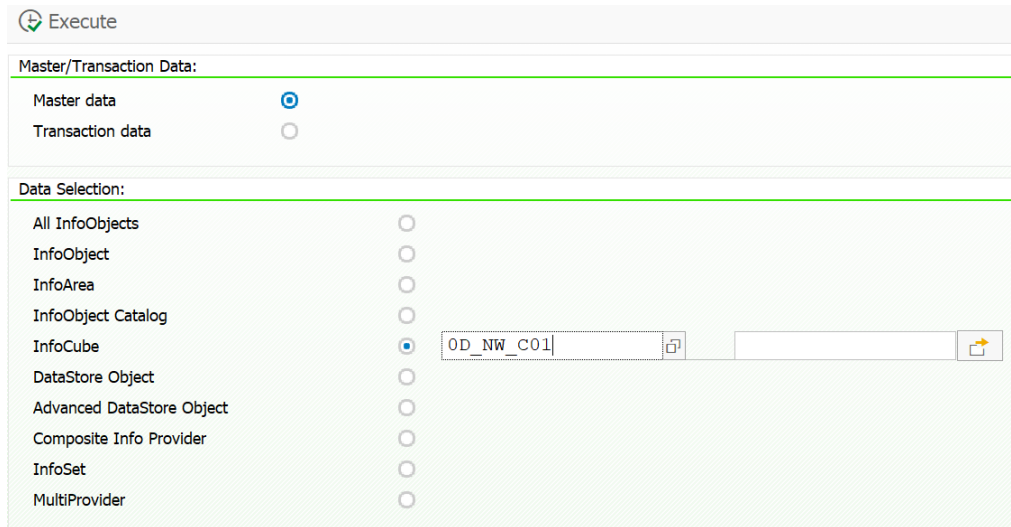 Execute
Master/Transaction Data:
Master data
Transaction data
Data Selection:
All InfoObjects
InfoObject
InfoArea
InfoObject Catalog
InfoCube 0D_NW_C01
DataStore Object
Advanced DataStore Object
Composite Info Provider
InfoSet
MultiProvider